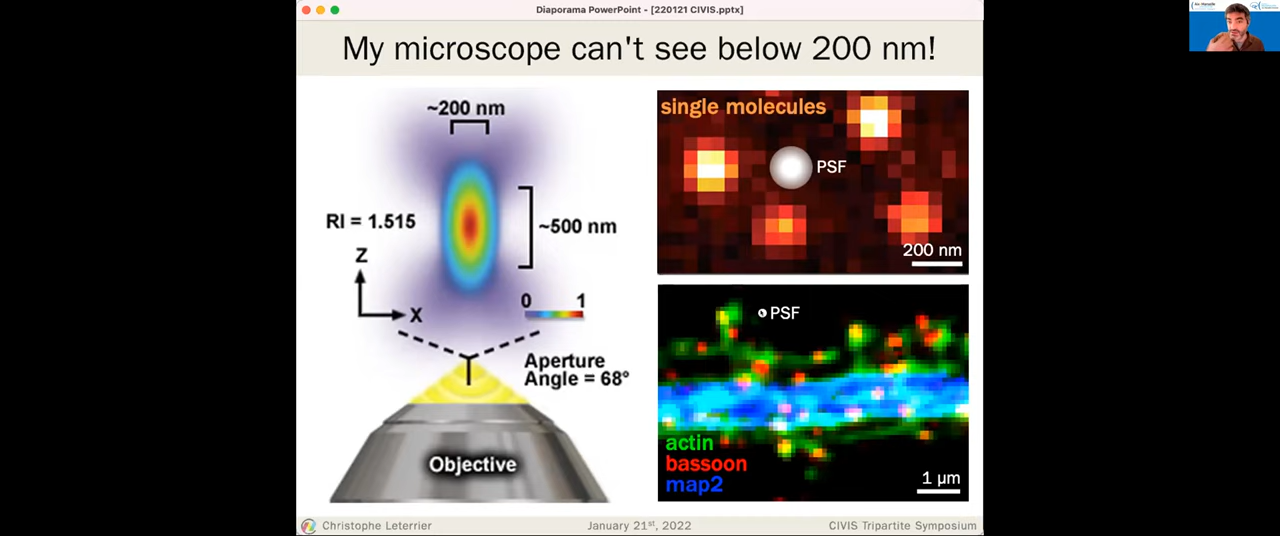 Diaporama PowerPoint - [220121 CIVIS.pptx]
My microscope can't see below 200 nm!
~200 nm
RI = 1.515
~500 nm
Z
X
0 1
Aperture
Angle = 68°
Objective
single molecules
PSF
200 nm
PSF
actin
bassoon
map2
1 µm
Christophe Leterrier
January 21st, 2022
CIVIS Tripartite Symposium